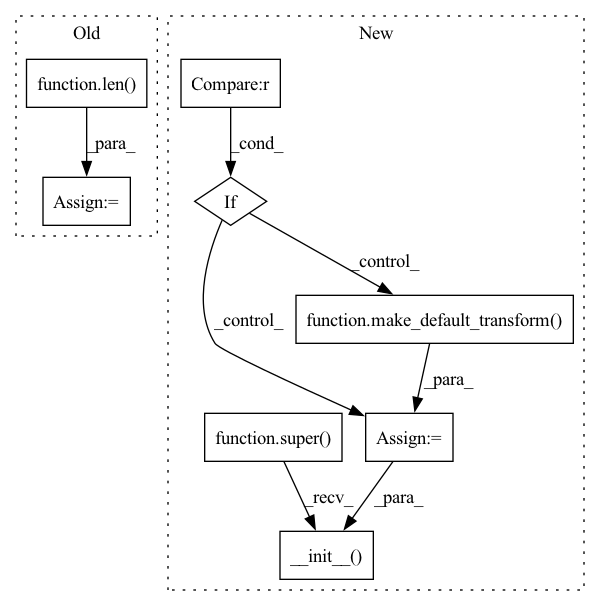 Old
New
function.len()
Compare:r
_para_
_cond_
Assign:=
If
_control_
_control_
function.make_default_transform()
_para_
function.super()
Assign:=
_recv_
_para_
__init__()